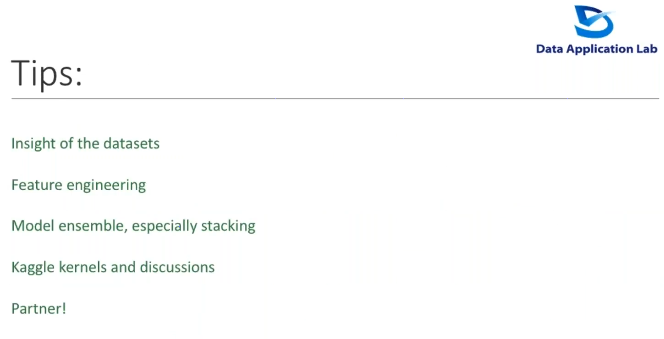 Data Application Lab
Tips:
Insight of the datasets
Feature engineering
Model ensemble, especially stacking
Kaggle kernels and discussions
Partner!